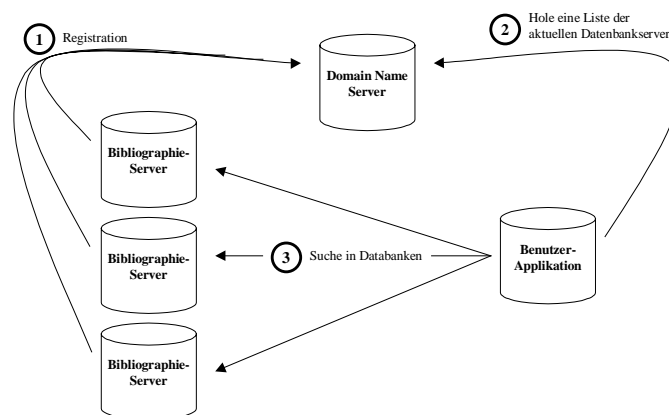 1
Registration
2
Hole eine Liste der
aktuellen Datenbankserver
Domain Name
Server
Bibliographie-
Server
Bibliographie-
Server
3
Suche in Databanken
Benutzer-
Applikation
Bibliographie-
Server